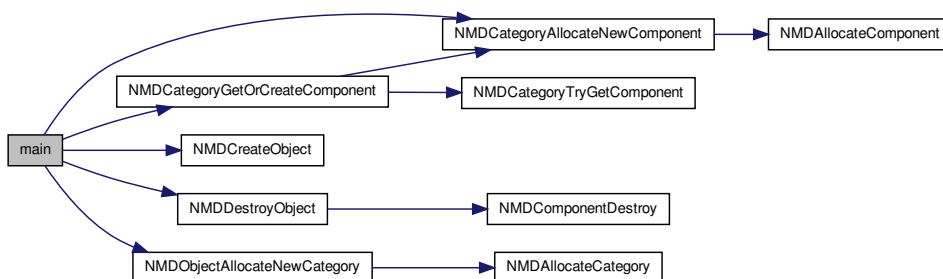 NMDCategoryAllocateNewComponent
NMDAllocateComponent
NMDCategoryGetOrCreateComponent
NMDCategoryTryGetComponent
main
NMDCreateObject
NMDDestroyObject
NMDComponentDestroy
NMDObjectAllocateNewCategory
NMDAllocateCategory